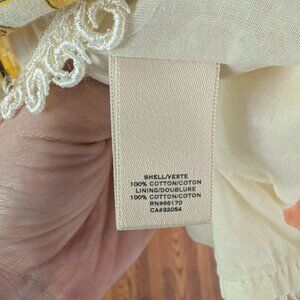 SHELL/VESTE
100% COTTON/COTON
LINING/DOUBLURE
100% COTTON/COTON
RN#66170
CA#32054